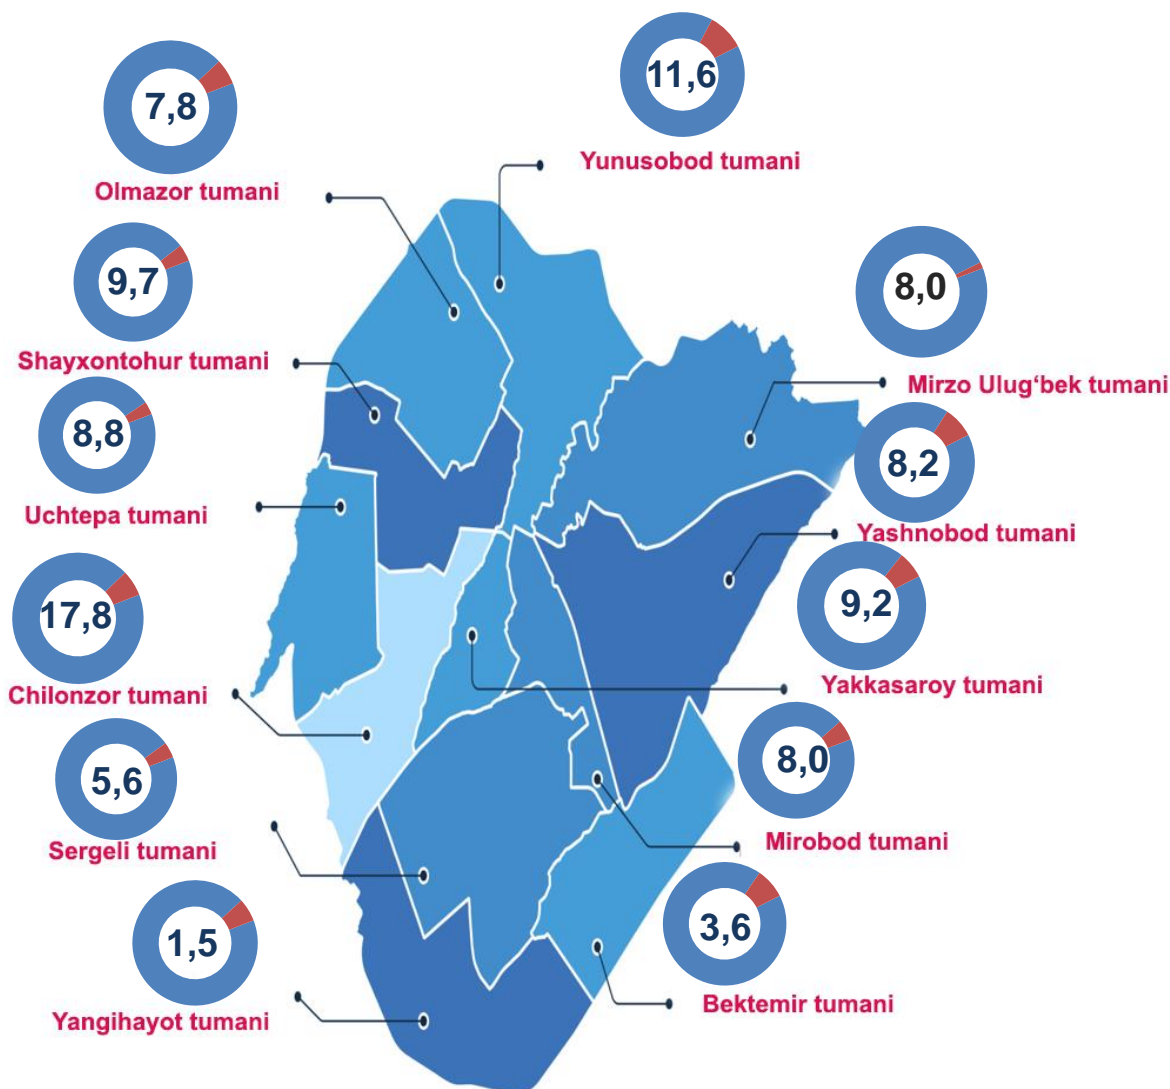 7,8
Olmazor tumani
11,6
Yunusobod tumani
9,7
Shayxontohur tumani
8,0
Mirzo Ulug‘bek tumani
8,8
Uchtepa tumani
8,2
Yashnobod tumani
17,8
Chilonzor tumani
9,2
Yakkasaroy tumani
5,6
Sergeli tumani
8,0
Mirobod tumani
1,5
Yangihayot tumani
3,6
Bektemir tumani